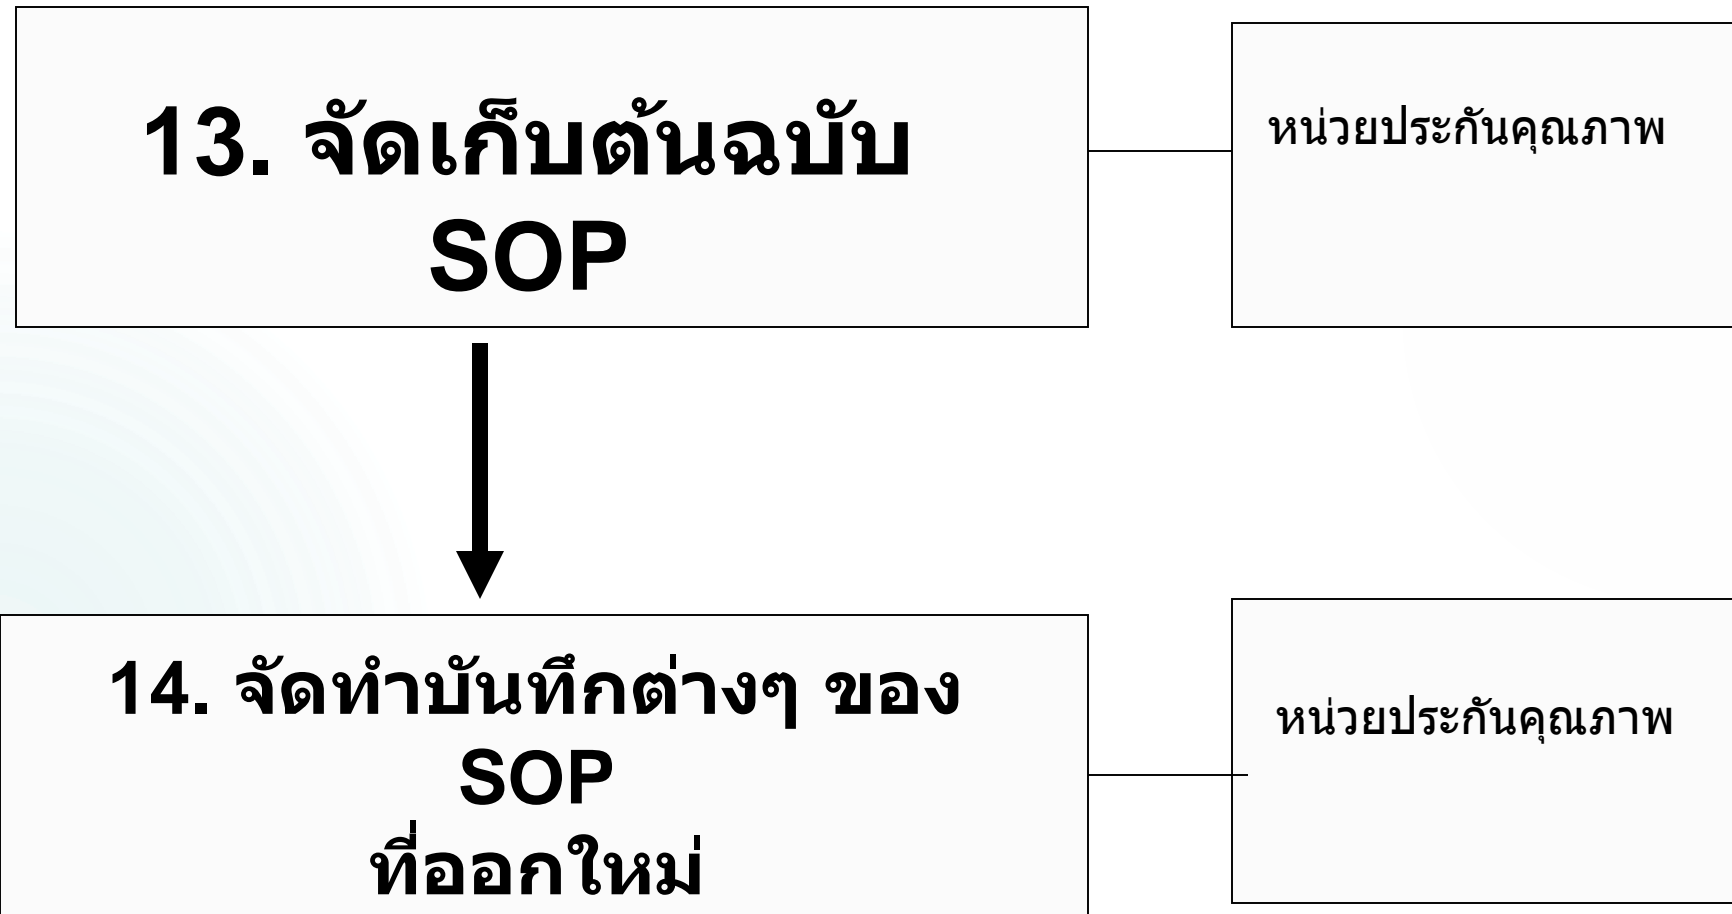 13. จัดเก็บต้นฉบับ
SOP
หน่วยประกันคุณภาพ
14. จัดทำบันทึกต่างๆ ของ
SOP
ที่ออกใหม่
หน่วยประกันคุณภาพ